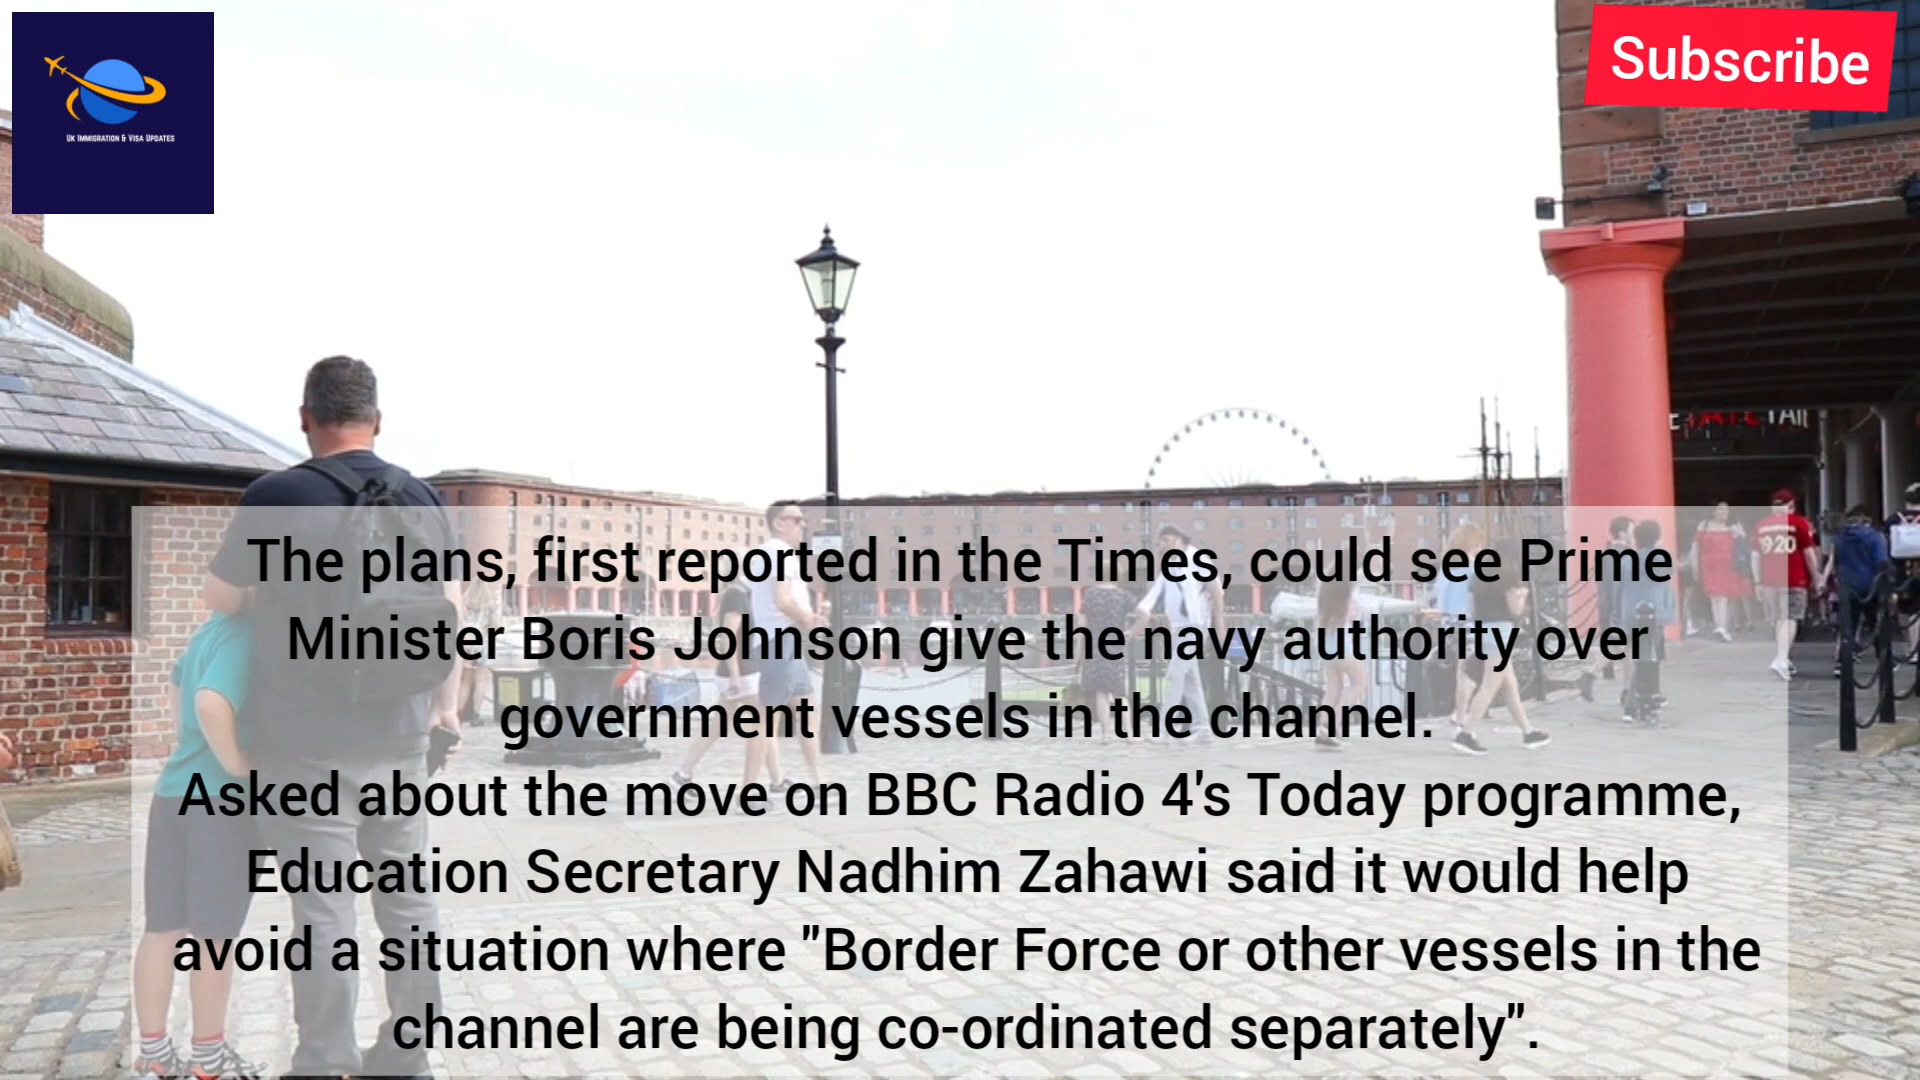 UK IMMIGRATION & VISA UPDATES
Subscribe
TATE
920
The plans, first reported in the Times, could see Prime
Minister Boris Johnson give the navy authority over
government vessels in the channel.
Asked about the move on BBC Radio 4's Today programme,
Education Secretary Nadhim Zahawi said it would help
avoid a situation where "Border Force or other vessels in the
channel are being co-ordinated separately".